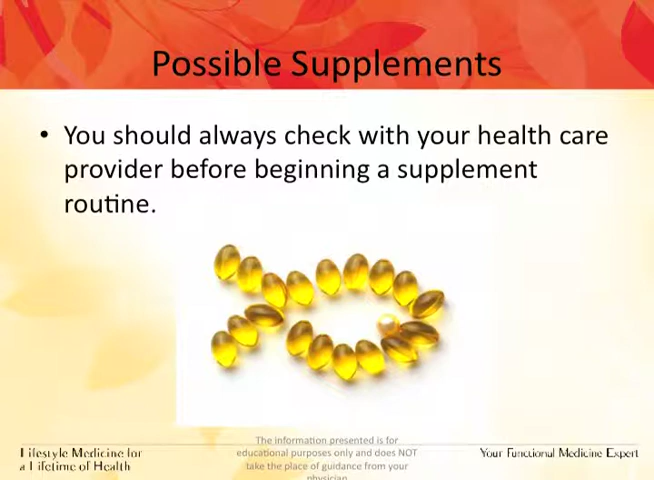 Possible Supplements
• You should always check with your health care
provider before beginning a supplement
routine.
The information presented is for
educational purposes only and does NOT
take the place of guidance from your
physician
Lifestyle Medicine for
a Lifetime of Health
Your Functional Medicine Expert